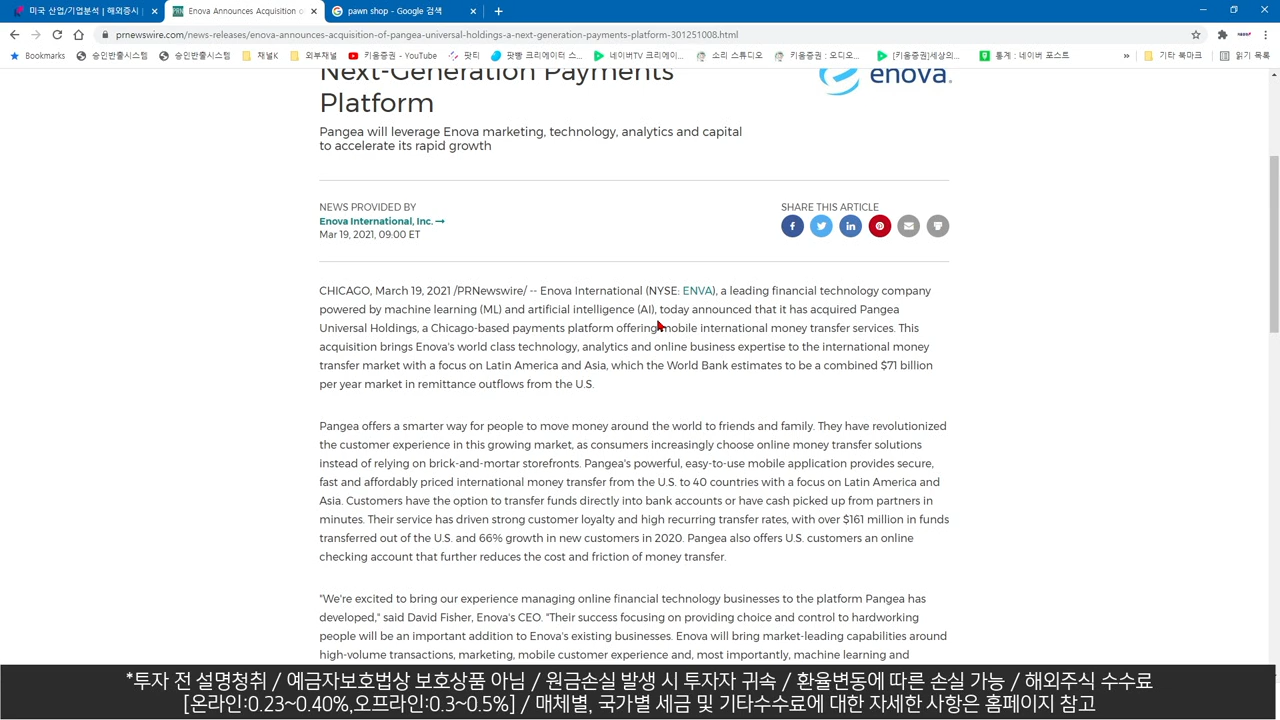 미국 산업/기업분석 | 해외증시
Enova Announces Acquisition o
pawn shop - Google 검색
prnewswire.com/news-releases/enova-announces-acquisition-of-pangea-universal-holdings-a-next-generation-payments-platform-301251008.html
Bookmarks 승인반출시스템 승인반출시스템 채널K 외부채널 키움증권 - YouTube 팟티 팟빵 크리에이터 스... 네이버TV 크리에이... 소리 스튜디오 키움증권 : 오디오... [키움증권]세상의... 통계 : 네이버 포스트 » 기타 북마크 읽기 목록
Next-Generation Payments
Platform
enova.
Pangea will leverage Enova marketing, technology, analytics and capital
to accelerate its rapid growth
NEWS PROVIDED BY
Enova International, Inc. →
Mar 19, 2021, 09:00 ET
SHARE THIS ARTICLE
CHICAGO, March 19, 2021 /PRNewswire/ -- Enova International (NYSE: ENVA), a leading financial technology company
powered by machine learning (ML) and artificial intelligence (AI), today announced that it has acquired Pangea
Universal Holdings, a Chicago-based payments platform offering mobile international money transfer services. This
acquisition brings Enova's world class technology, analytics and online business expertise to the international money
transfer market with a focus on Latin America and Asia, which the World Bank estimates to be a combined $71 billion
per year market in remittance outflows from the U.S.
Pangea offers a smarter way for people to move money around the world to friends and family. They have revolutionized
the customer experience in this growing market, as consumers increasingly choose online money transfer solutions
instead of relying on brick-and-mortar storefronts. Pangea's powerful, easy-to-use mobile application provides secure,
fast and affordably priced international money transfer from the U.S. to 40 countries with a focus on Latin America and
Asia. Customers have the option to transfer funds directly into bank accounts or have cash picked up from partners in
minutes. Their service has driven strong customer loyalty and high recurring transfer rates, with over $161 million in funds
transferred out of the U.S. and 66% growth in new customers in 2020. Pangea also offers U.S. customers an online
checking account that further reduces the cost and friction of money transfer.
"We're excited to bring our experience managing online financial technology businesses to the platform Pangea has
developed," said David Fisher, Enova's CEO. "Their success focusing on providing choice and control to hardworking
people will be an important addition to Enova's existing businesses. Enova will bring market-leading capabilities around
high-volume transactions, marketing, mobile customer experience and, most importantly, machine learning and
*투자 전 설명청취 / 예금자보호법상 보호상품 아님 / 원금손실 발생 시 투자자 귀속 / 환율변동에 따른 손실 가능 / 해외주식 수수료
[온라인:0.23~0.40%,오프라인:0.3~0.5%] / 매체별, 국가별 세금 및 기타수수료에 대한 자세한 사항은 홈페이지 참고